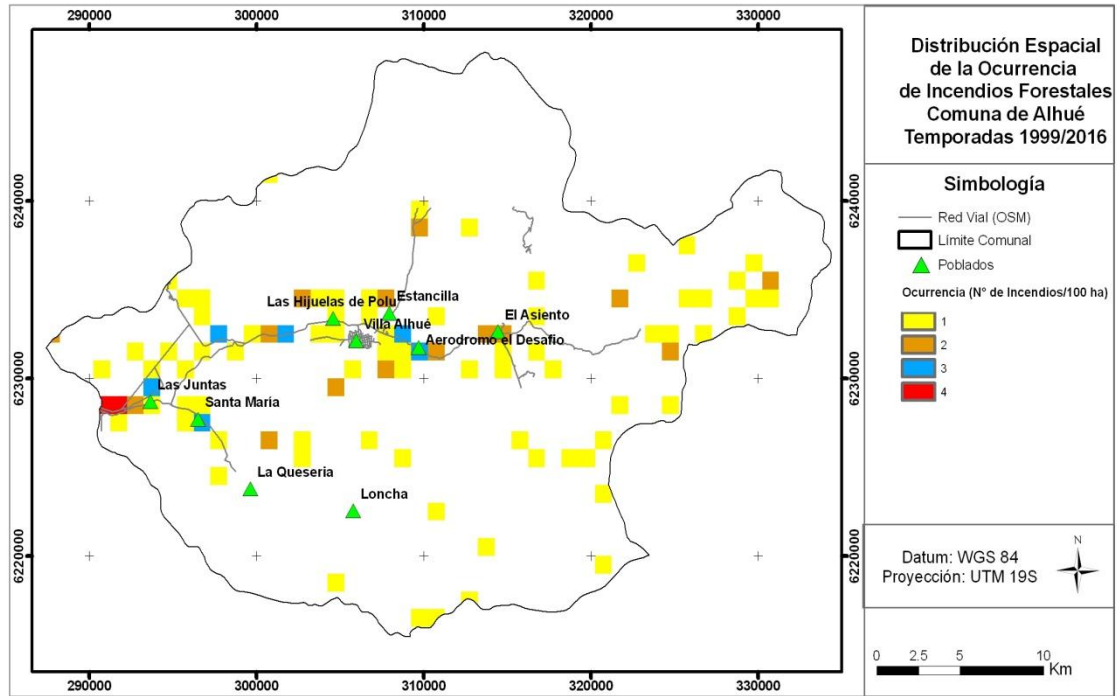 290000 300000 310000 320000 330000
6240000 6240000
6230000 6230000
6220000 6220000
290000 300000 310000 320000 330000
Estancilla
Las Hijuelas de Polu
Villa Alhué
El Asiento
Aerodromo el Desafio
Las Juntas
Santa María
La Queseria
Loncha
Distribución Espacial
de la Ocurrencia
de Incendios Forestales
Comuna de Alhué
Temporadas 1999/2016
Simbología
Red Vial (OSM)
Límite Comunal
Poblados
Ocurrencia (N° de Incendios/100 ha)
1
2
3
4
Datum: WGS 84
Proyección: UTM 19S
N
0 2.5 5 10
Km